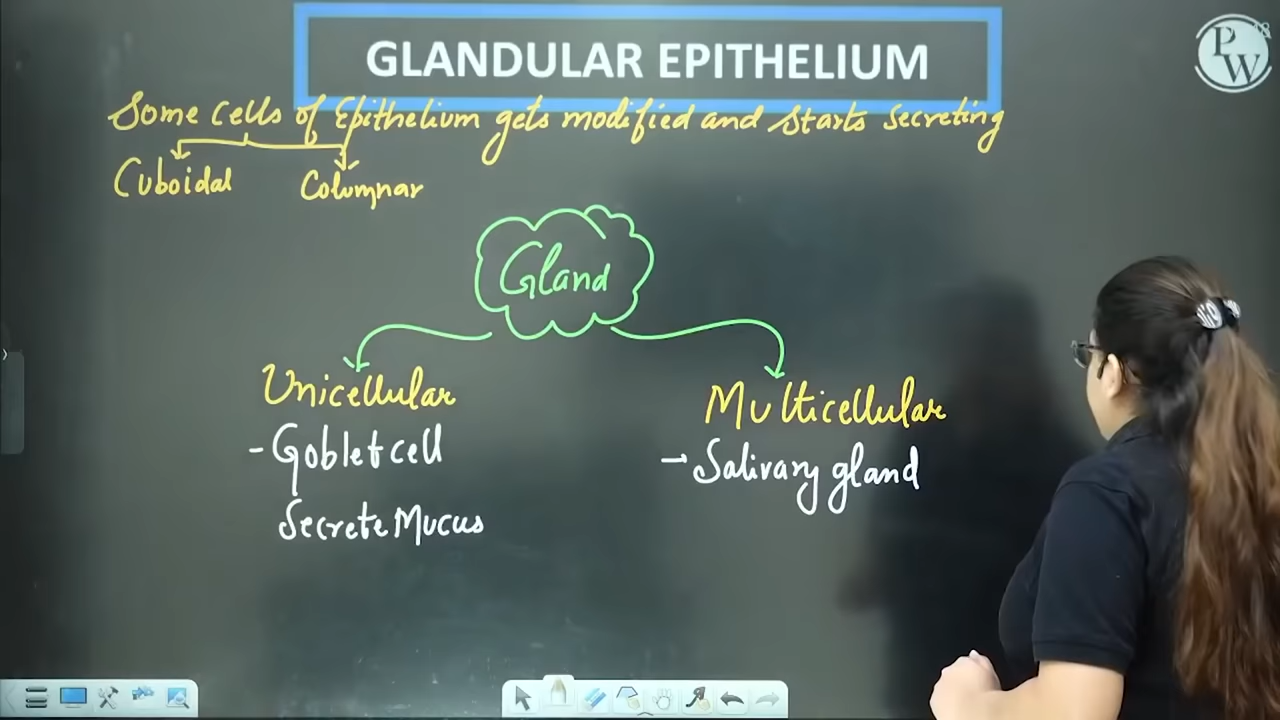 GLANDULAR EPITHELIUM
PW
Some cells of Epithelium gets modified and starts secreting
Cuboidal Columnar
Gland
Unicellular Multicellular
- Goblet cell → Salivary gland
Secrete Mucus